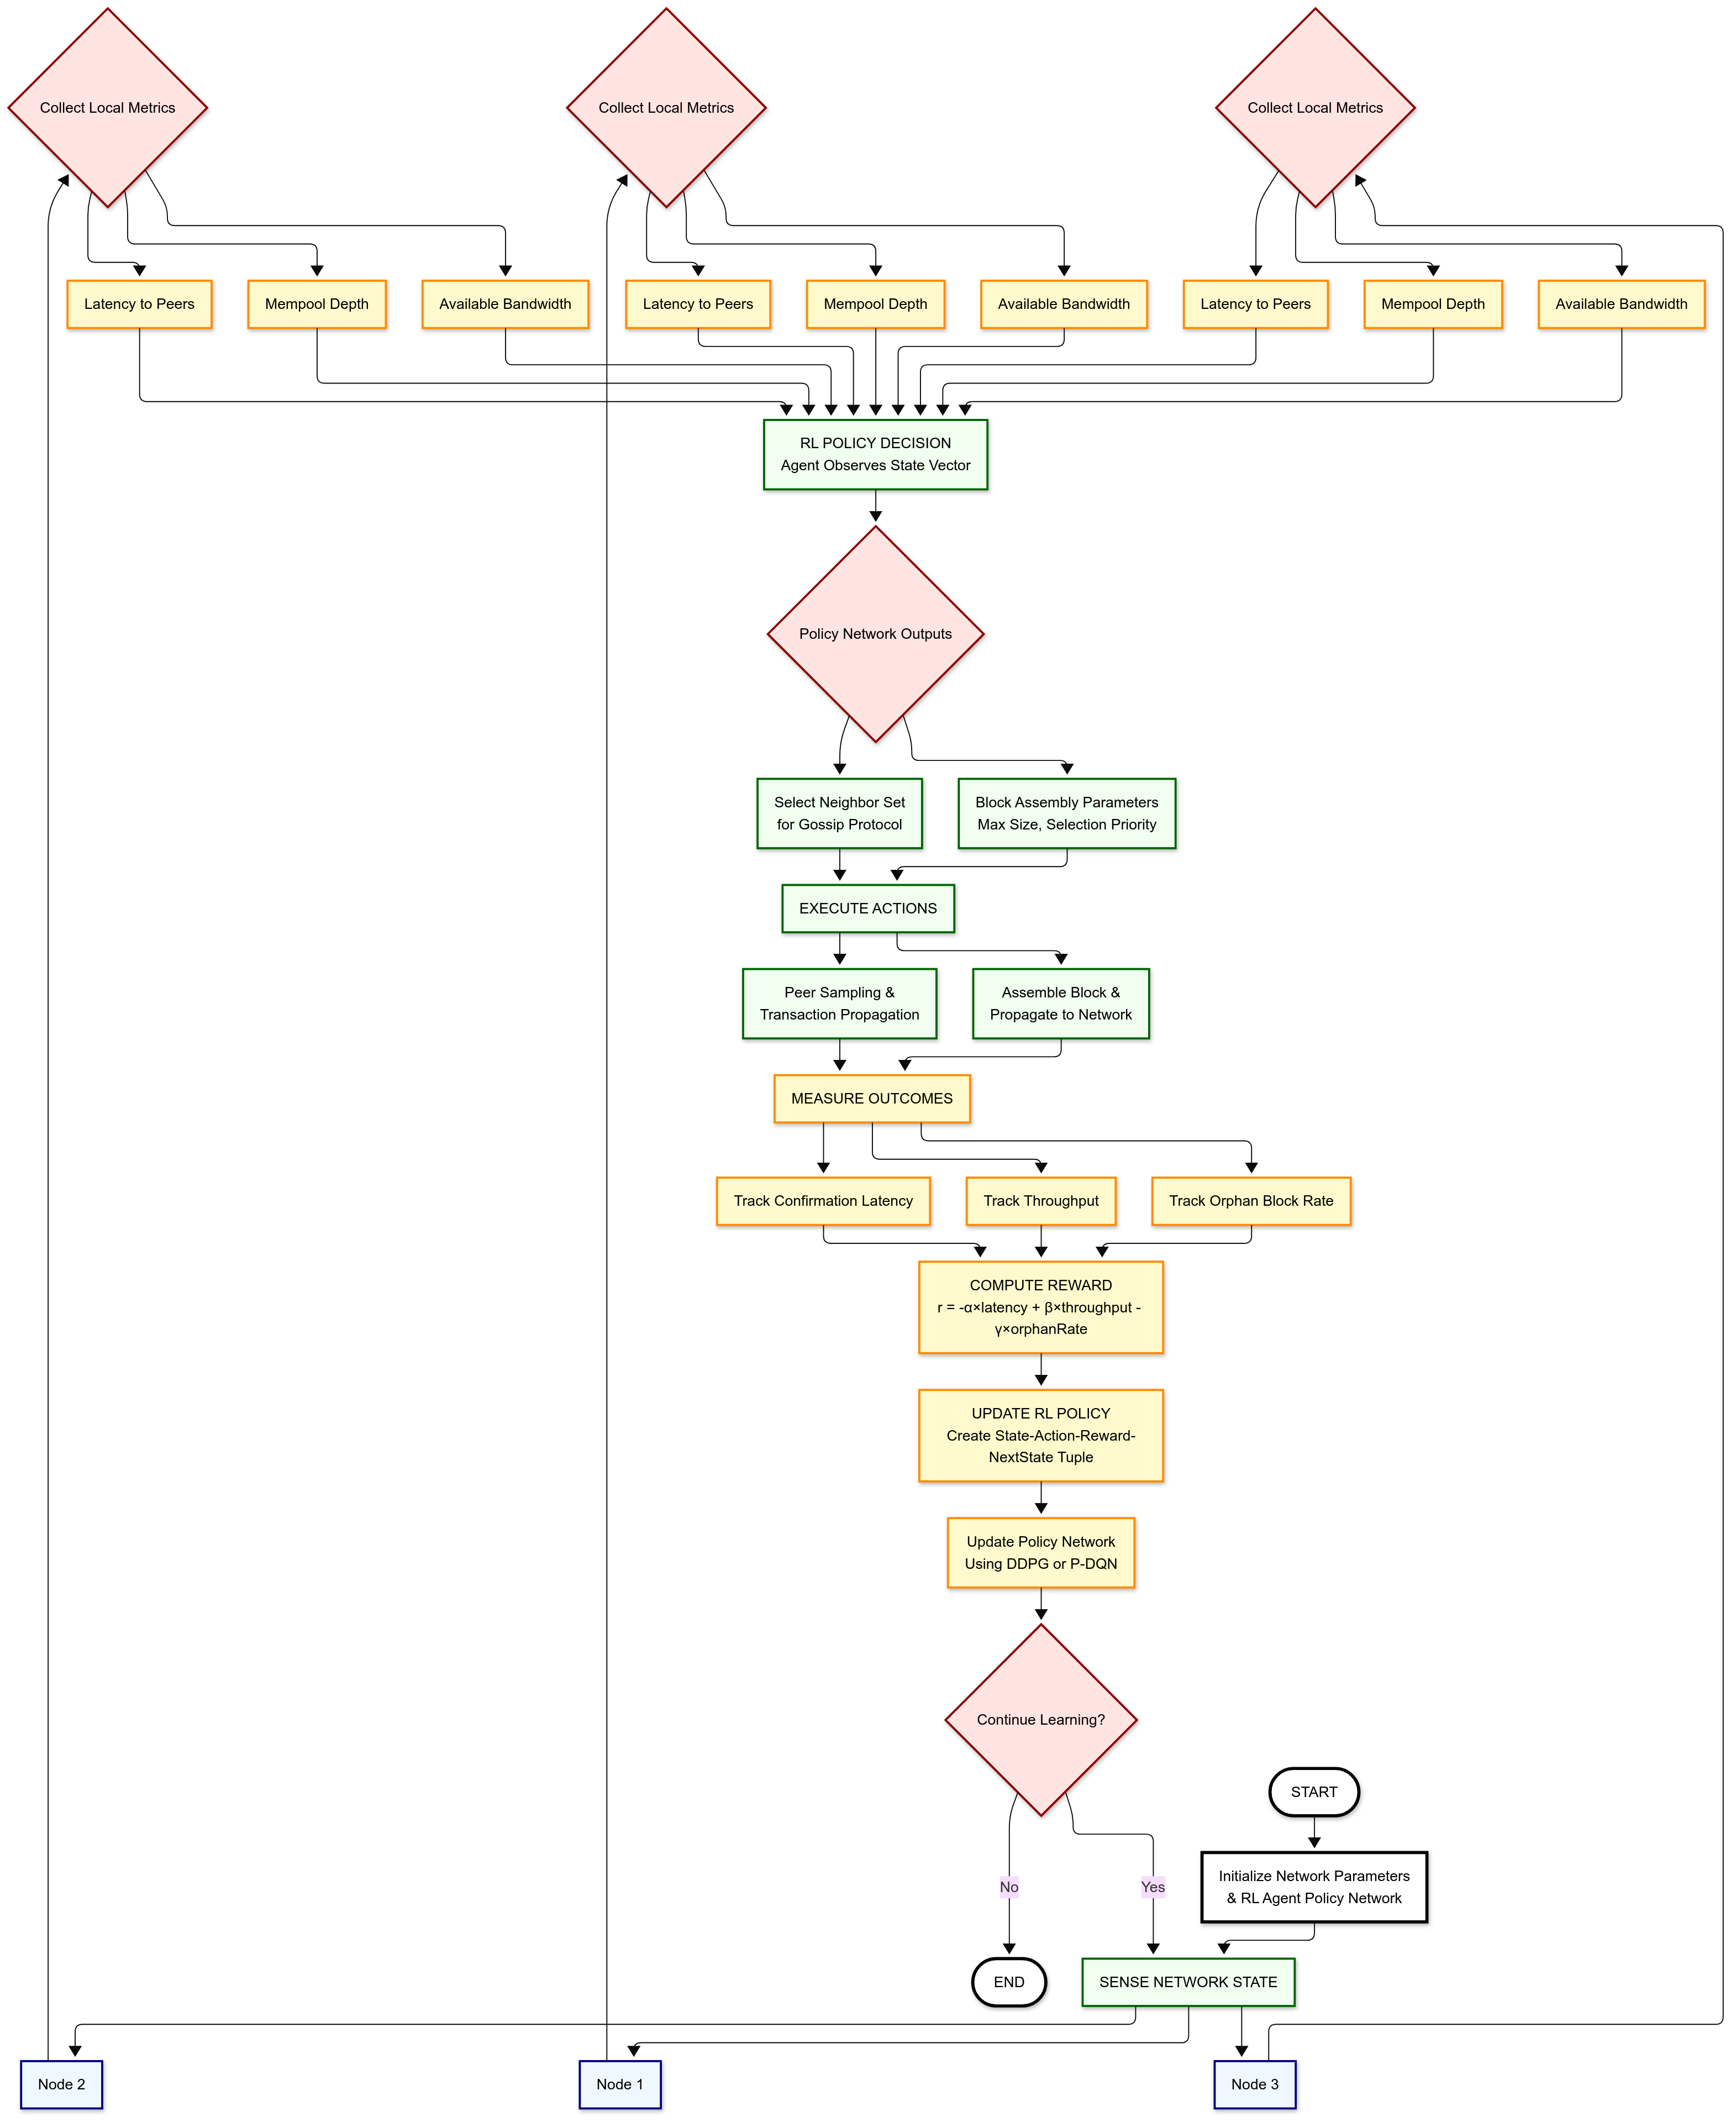 Collect Local Metrics
Collect Local Metrics
Collect Local Metrics
Latency to Peers
Mempool Depth
Available Bandwidth
Latency to Peers
Mempool Depth
Available Bandwidth
Latency to Peers
Mempool Depth
Available Bandwidth
RL POLICY DECISION
Agent Observes State Vector
Policy Network Outputs
Select Neighbor Set
for Gossip Protocol
Block Assembly Parameters
Max Size, Selection Priority
EXECUTE ACTIONS
Peer Sampling &
Transaction Propagation
Assemble Block &
Propagate to Network
MEASURE OUTCOMES
Track Confirmation Latency
Track Throughput
Track Orphan Block Rate
COMPUTE REWARD
r = -α×latency + β×throughput -
γ×orphanRate
UPDATE RL POLICY
Create State-Action-Reward-
NextState Tuple
Update Policy Network
Using DDPG or P-DQN
Continue Learning?
START
Initialize Network Parameters
& RL Agent Policy Network
No
Yes
END
SENSE NETWORK STATE
Node 2
Node 1
Node 3